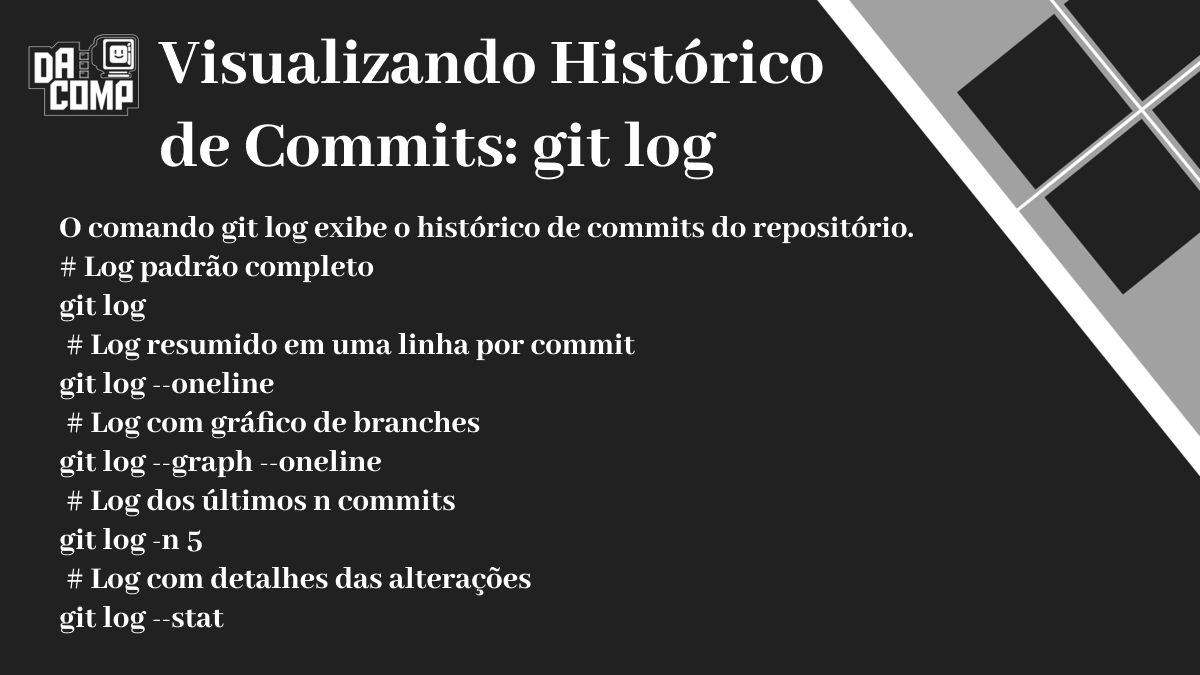 DA
COMP
Visualizando Histórico
de Commits: git log
O comando git log exibe o histórico de commits do repositório.
# Log padrão completo
git log
# Log resumido em uma linha por commit
git log --oneline
# Log com gráfico de branches
git log --graph --oneline
# Log dos últimos n commits
git log -n 5
# Log com detalhes das alterações
git log --stat